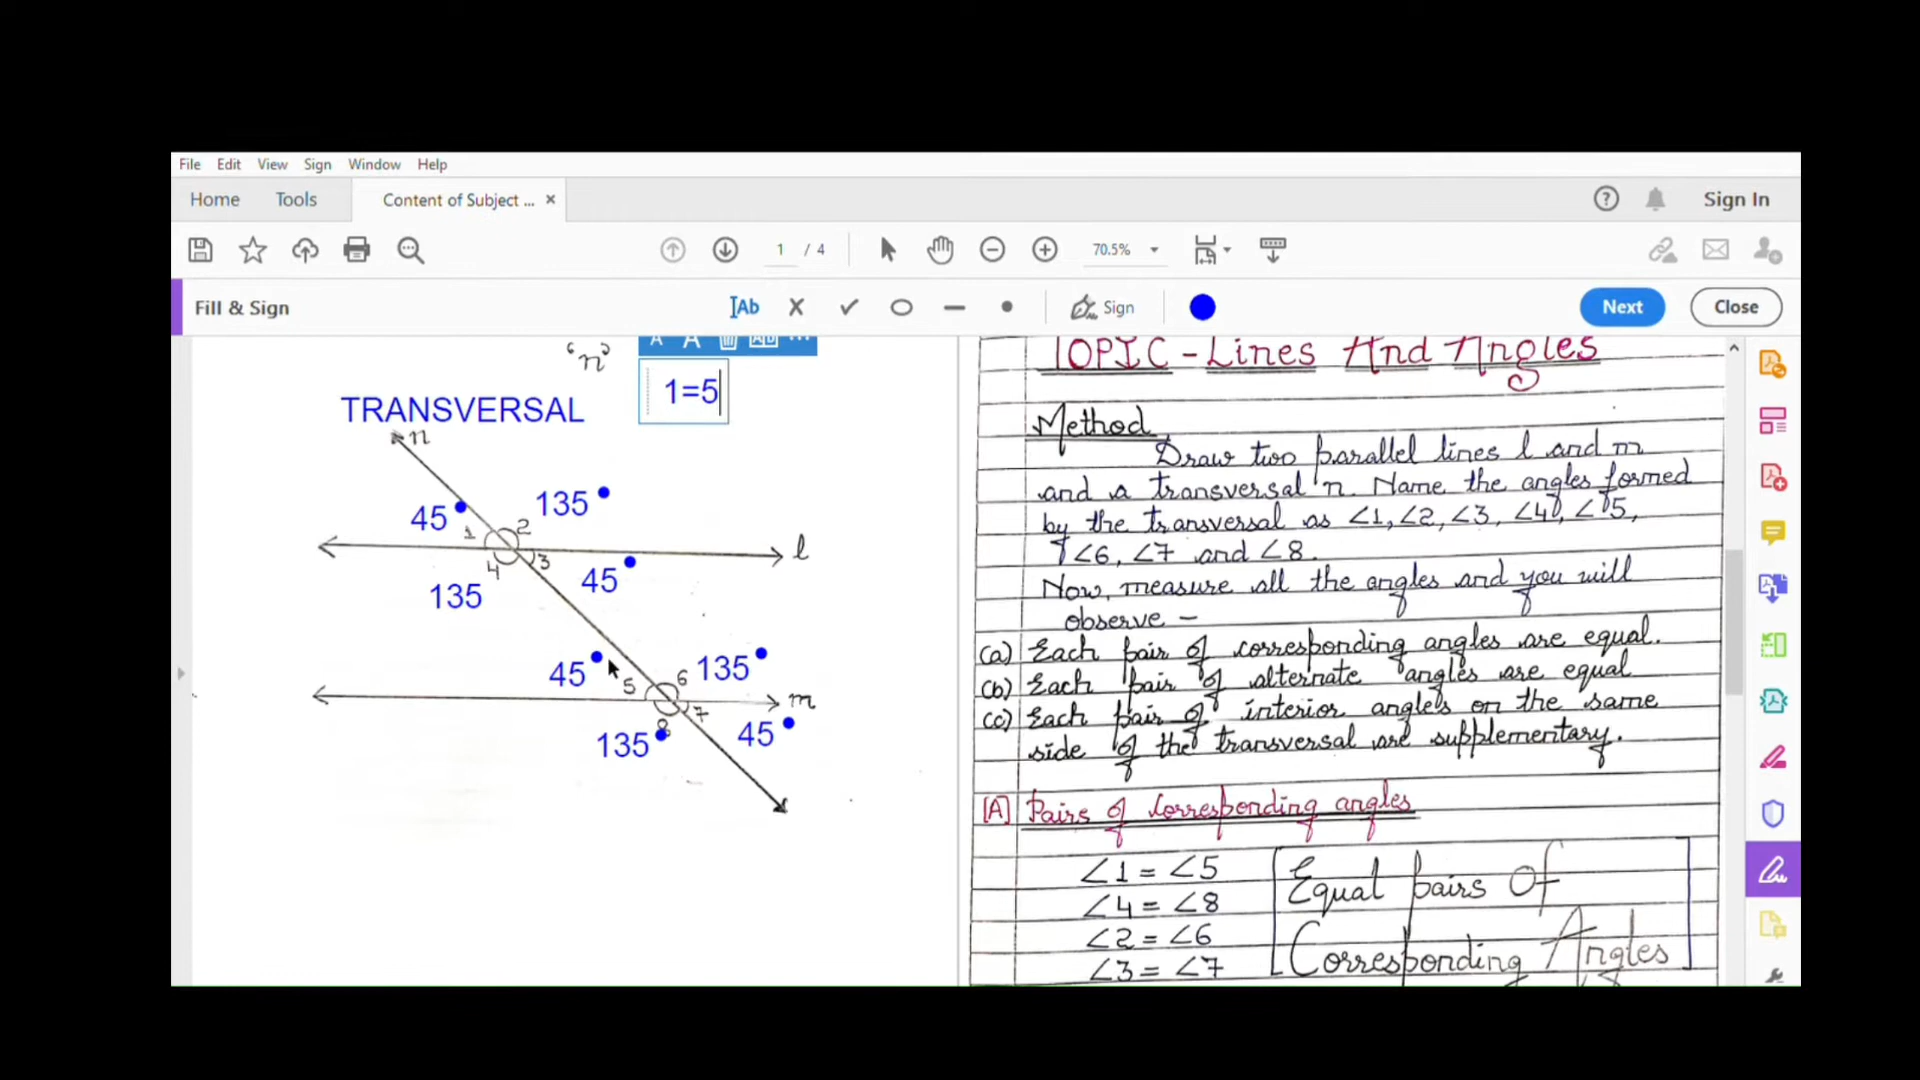 File Edit View Sign Window Help
Home Tools Content of Subject ... × ? Sign In
1 / 4 70.5%
Fill & Sign IAb Sign Next Close
'n'
1=5
TRANSVERSAL
n
45 135
1 2
l
4 3
135 45
45 6 135
5
m
8 7
135 45
TOPIC - Lines And Angles
Method
Draw two parallel lines l and m
and a transversal n. Name the angles formed
by the transversal as ∠1, ∠2, ∠3, ∠4, ∠5,
∠6, ∠7 and ∠8.
Now, measure all the angles and you will
observe -
(a) Each pair of corresponding angles are equal.
(b) Each pair of alternate angles are equal
(c) Each pair of interior angles on the same
side of the transversal are supplementary.
[A] Pairs of Corresponding angles
∠1 = ∠5
∠4 = ∠8
∠2 = ∠6
∠3 = ∠7
Equal pairs Of
Corresponding Angles